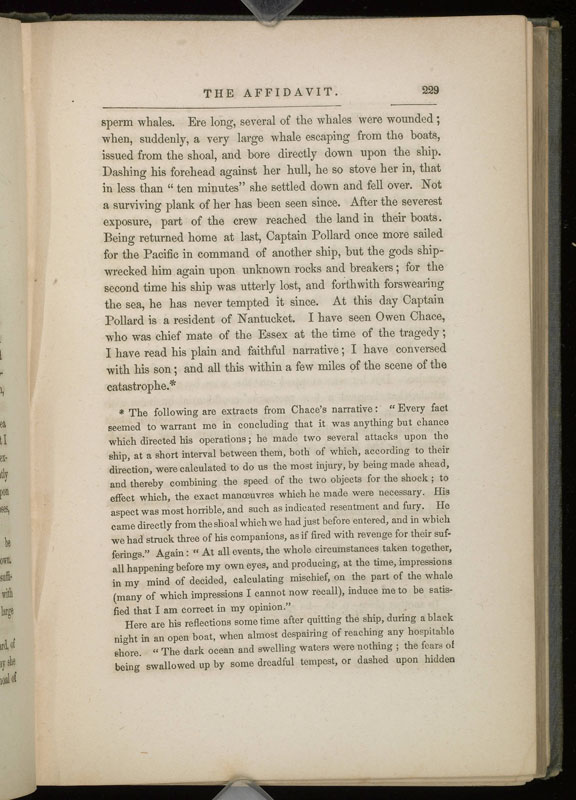 THE AFFIDAVIT. 229
sperm whales. Ere long, several of the whales were wounded;
when, suddenly, a very large whale escaping from the boats,
issued from the shoal, and bore directly down upon the ship.
Dashing his forehead against her hull, he so stove her in, that
in less than "ten minutes" she settled down and fell over. Not
a surviving plank of her has been seen since. After the severest
exposure, part of the crew reached the land in their boats.
Being returned home at last, Captain Pollard once more sailed
for the Pacific in command of another ship, but the gods ship-
wrecked him again upon unknown rocks and breakers; for the
second time his ship was utterly lost, and forthwith forswearing
the sea, he has never tempted it since. At this day Captain
Pollard is a resident of Nantucket. I have seen Owen Chace,
who was chief mate of the Essex at the time of the tragedy;
I have read his plain and faithful narrative; I have conversed
with his son; and all this within a few miles of the scene of the
catastrophe.*
* The following are extracts from Chace's narrative: "Every fact
seemed to warrant me in concluding that it was anything but chance
which directed his operations; he made two several attacks upon the
ship, at a short interval between them, both of which, according to their
direction, were calculated to do us the most injury, by being made ahead,
and thereby combining the speed of the two objects for the shock; to
effect which, the exact manœuvres which he made were necessary. His
aspect was most horrible, and such as indicated resentment and fury. He
came directly from the shoal which we had just before entered, and in which
we had struck three of his companions, as if fired with revenge for their suf-
ferings." Again: "At all events, the whole circumstances taken together,
all happening before my own eyes, and producing, at the time, impressions
in my mind of decided, calculating mischief, on the part of the whale
(many of which impressions I cannot now recall), induce me to be satis-
fied that I am correct in my opinion."
Here are his reflections some time after quitting the ship, during a black
night in an open boat, when almost despairing of reaching any hospitable
shore. "The dark ocean and swelling waters were nothing; the fears of
being swallowed up by some dreadful tempest, or dashed upon hidden